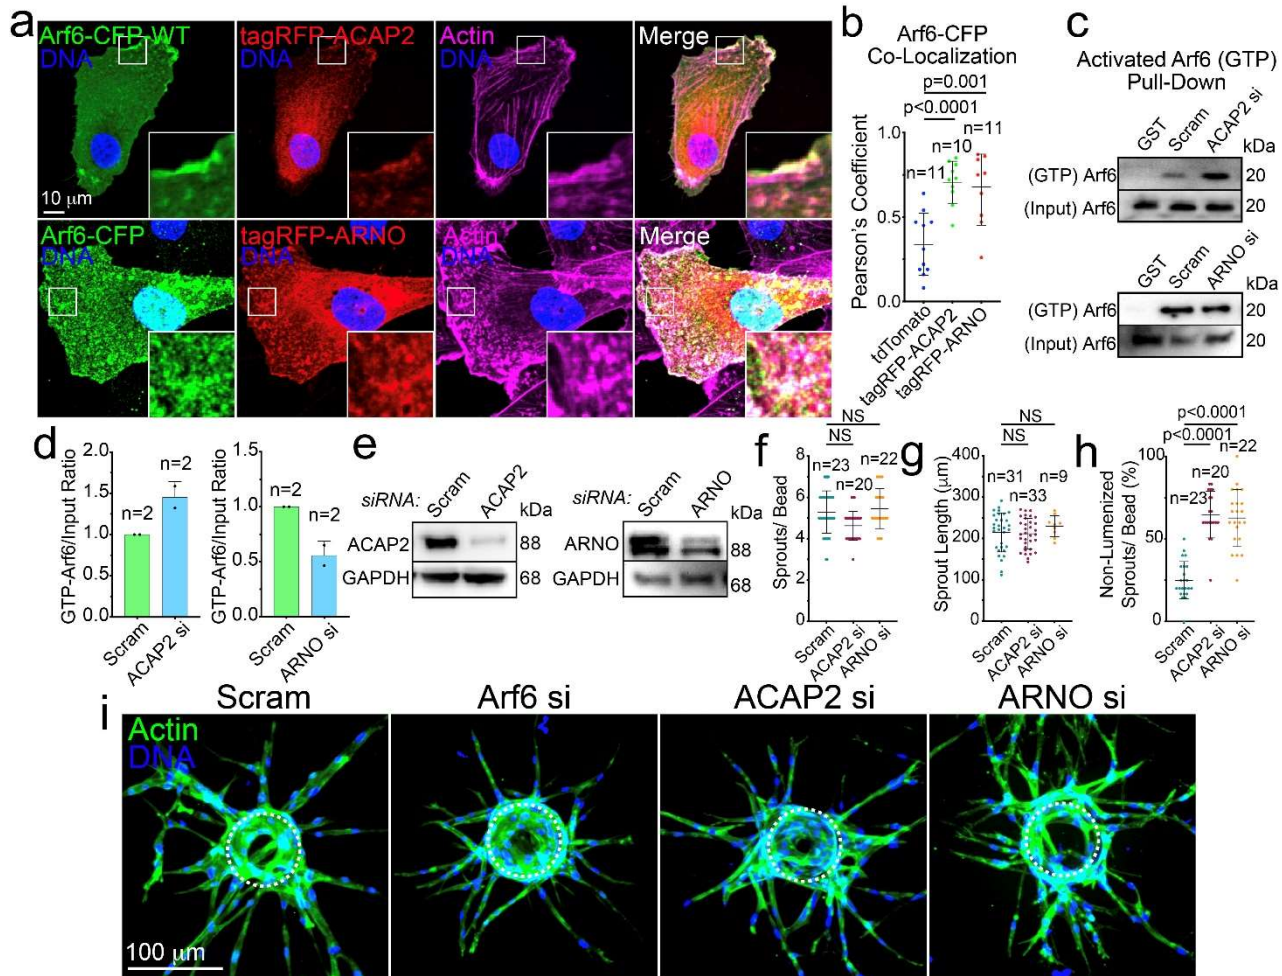 a
Arf6-CFP-WT
DNA
tagRFP-ACAP2
DNA
Actin
DNA
Merge
10 µm
Arf6-CFP
DNA
tagRFP-ARNO
DNA
Actin
DNA
Merge
b
Arf6-CFP
Co-Localization
p=0.001
p<0.0001
n=11
n=10
n=11
Pearson's Coefficient
1.0
0.5
0.0
tdTomato
tagRFP-ACAP2
tagRFP-ARNO
c
Activated Arf6 (GTP)
Pull-Down
GST
Scram
ACAP2 si
kDa
(GTP) Arf6
20
(Input) Arf6
20
GST
Scram
ARNO si
kDa
(GTP) Arf6
20
(Input) Arf6
20
d
GTP-Arf6/Input Ratio
2.0
1.5
1.0
0.5
0.0
n=2
n=2
Scram
ACAP2 si
GTP-Arf6/Input Ratio
1.5
1.0
0.5
0.0
n=2
n=2
Scram
ARNO si
e
siRNA:
Scram
ACAP2
kDa
ACAP2
88
GAPDH
68
siRNA:
Scram
ARNO
kDa
ARNO
88
GAPDH
68
f
NS
NS
n=23
n=20
n=22
Sprouts/ Bead
8
6
4
2
0
Scram
ACAP2 si
ARNO si
g
NS
NS
n=31
n=33
n=9
Sprout Length (µm)
400
300
200
100
0
Scram
ACAP2 si
ARNO si
h
p<0.0001
p<0.0001
n=23
n=20
n=22
Non-Lumenized
Sprouts/ Bead (%)
100
50
0
Scram
ACAP2 si
ARNO si
i
Scram
Arf6 si
ACAP2 si
ARNO si
Actin
DNA
100 µm